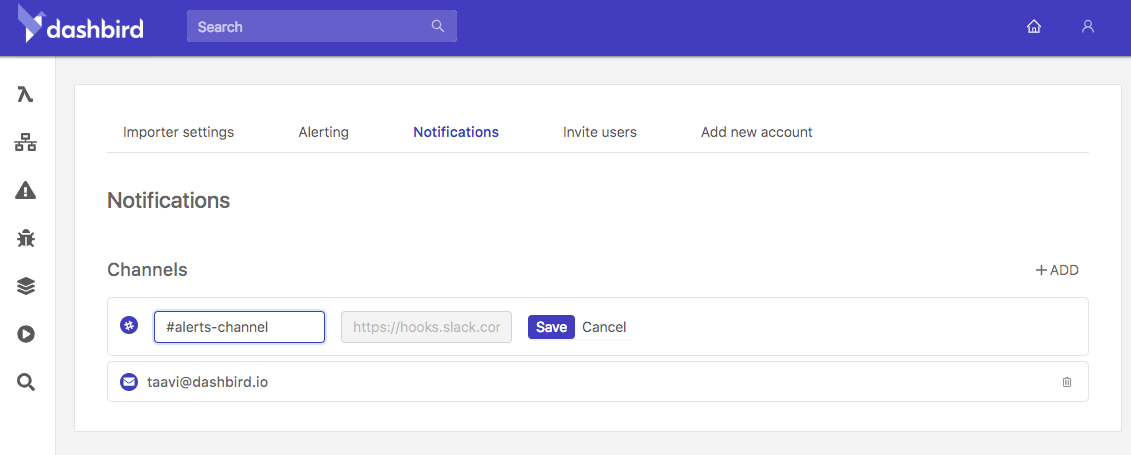 dashbird
Search
Importer settings
Alerting
Notifications
Invite users
Add new account
Notifications
Channels
+ ADD
#alerts-channel
https://hooks.slack.cor
Save
Cancel
taavi@dashbird.io